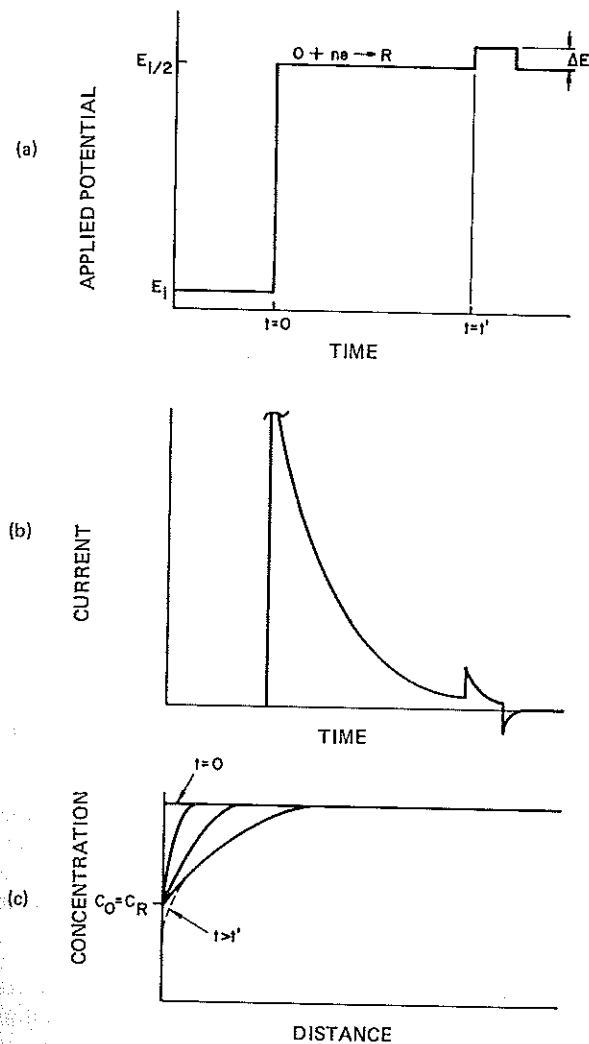 (a)
APPLIED POTENTIAL
E1/2
O + ne → R
ΔE
Ei
t=0
t=t'
TIME
(b)
CURRENT
TIME
(c)
CONCENTRATION
t=0
CO=CR
t>t'
DISTANCE